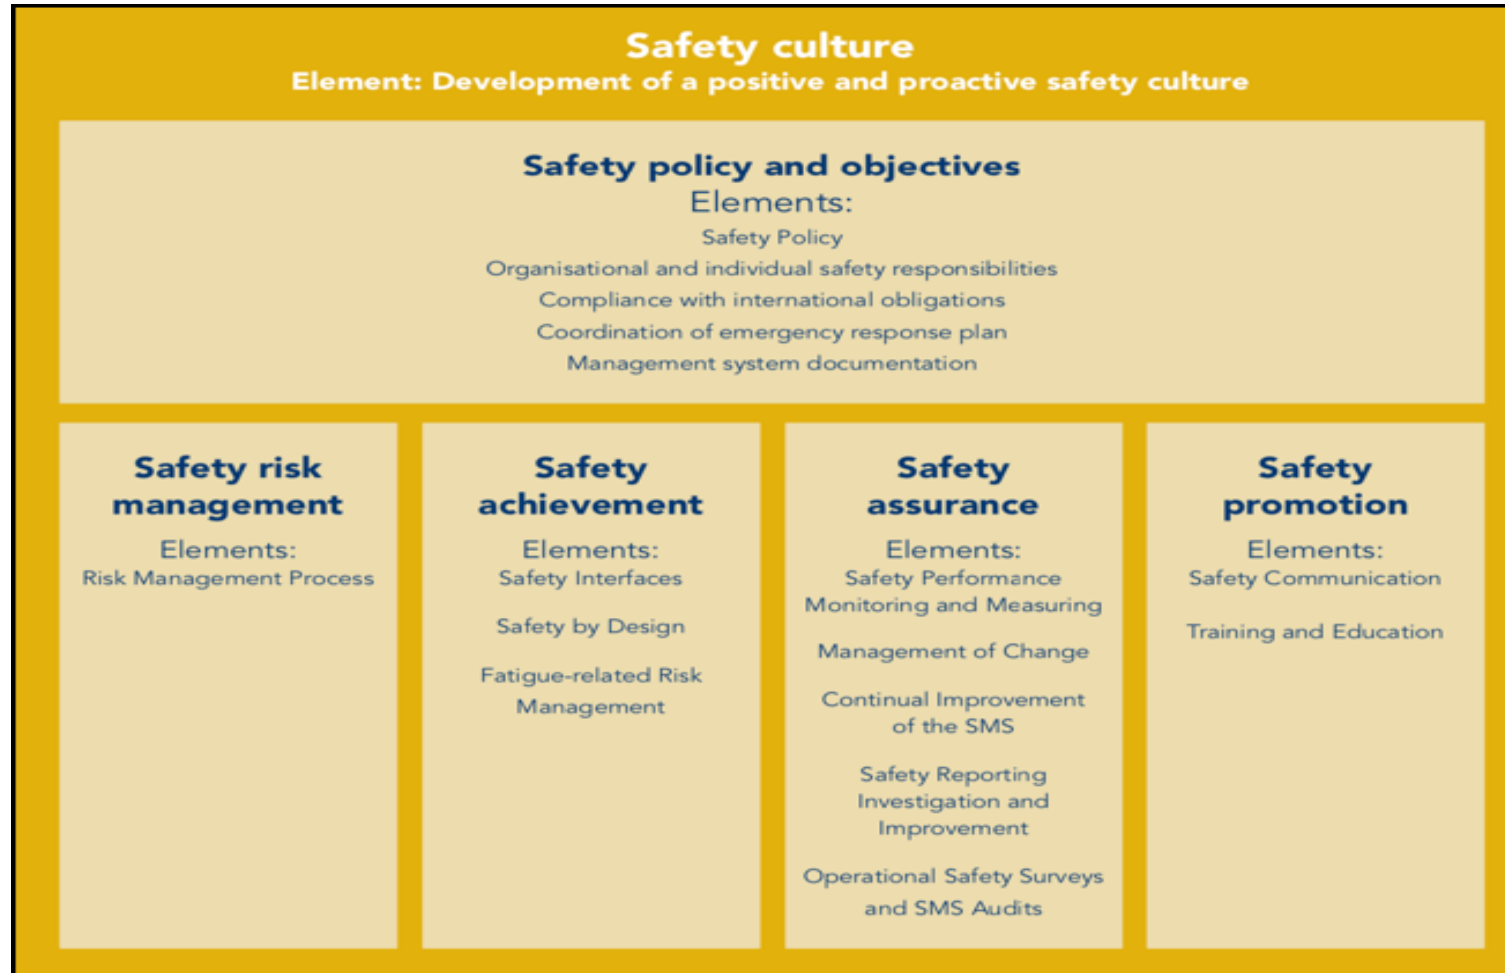 Safety culture
Element: Development of a positive and proactive safety culture
Safety policy and objectives
Elements:
Safety Policy
Organisational and individual safety responsibilities
Compliance with international obligations
Coordination of emergency response plan
Management system documentation
Safety risk
management
Elements:
Risk Management Process
Safety
achievement
Elements:
Safety Interfaces
Safety by Design
Fatigue-related Risk
Management
Safety
assurance
Elements:
Safety Performance
Monitoring and Measuring
Management of Change
Continual Improvement
of the SMS
Safety Reporting
Investigation and
Improvement
Operational Safety Surveys
and SMS Audits
Safety
promotion
Elements:
Safety Communication
Training and Education